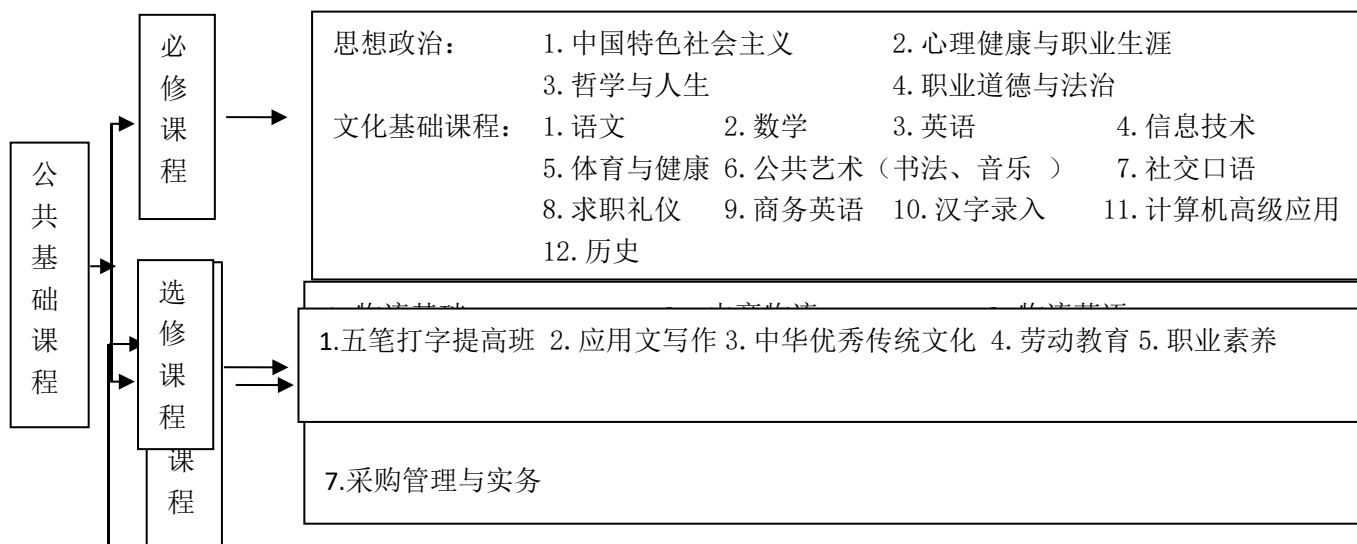 公共基础课程
必修课程
思想政治： 1.中国特色社会主义 2.心理健康与职业生涯
3.哲学与人生 4.职业道德与法治
文化基础课程： 1.语文 2.数学 3.英语 4.信息技术
5.体育与健康 6.公共艺术（书法、音乐 ） 7.社交口语
8.求职礼仪 9.商务英语 10.汉字录入 11.计算机高级应用
12.历史
选修课程
1.五笔打字提高班 2.应用文写作 3.中华优秀传统文化 4.劳动教育 5.职业素养
课程
7.采购管理与实务